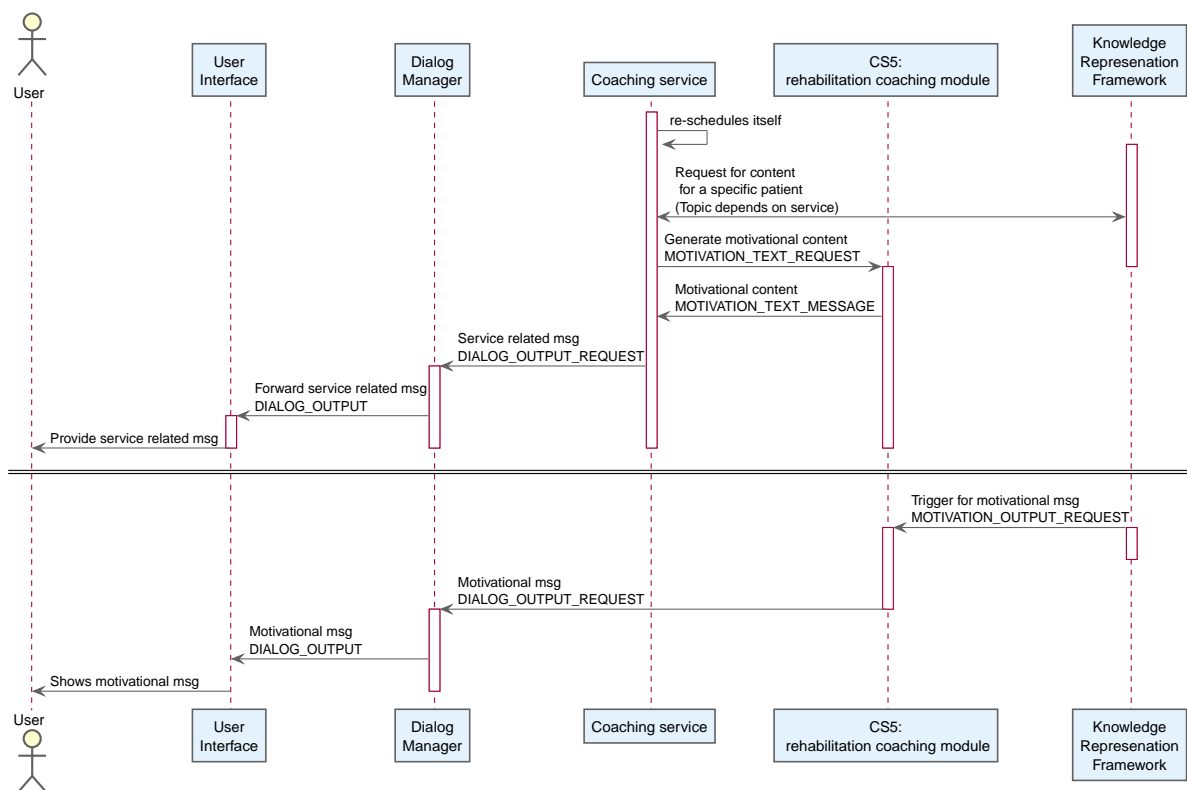 User
User
Interface
Dialog
Manager
Coaching service
CS5:
rehabilitation coaching module
Knowledge
Represenation
Framework
re-schedules itself
Request for content
for a specific patient
(Topic depends on service)
Generate motivational content
MOTIVATION_TEXT_REQUEST
Motivational content
MOTIVATION_TEXT_MESSAGE
Service related msg
DIALOG_OUTPUT_REQUEST
Forward service related msg
DIALOG_OUTPUT
Provide service related msg
Trigger for motivational msg
MOTIVATION_OUTPUT_REQUEST
Motivational msg
DIALOG_OUTPUT_REQUEST
Motivational msg
DIALOG_OUTPUT
Shows motivational msg
User
User
Interface
Dialog
Manager
Coaching service
CS5:
rehabilitation coaching module
Knowledge
Represenation
Framework